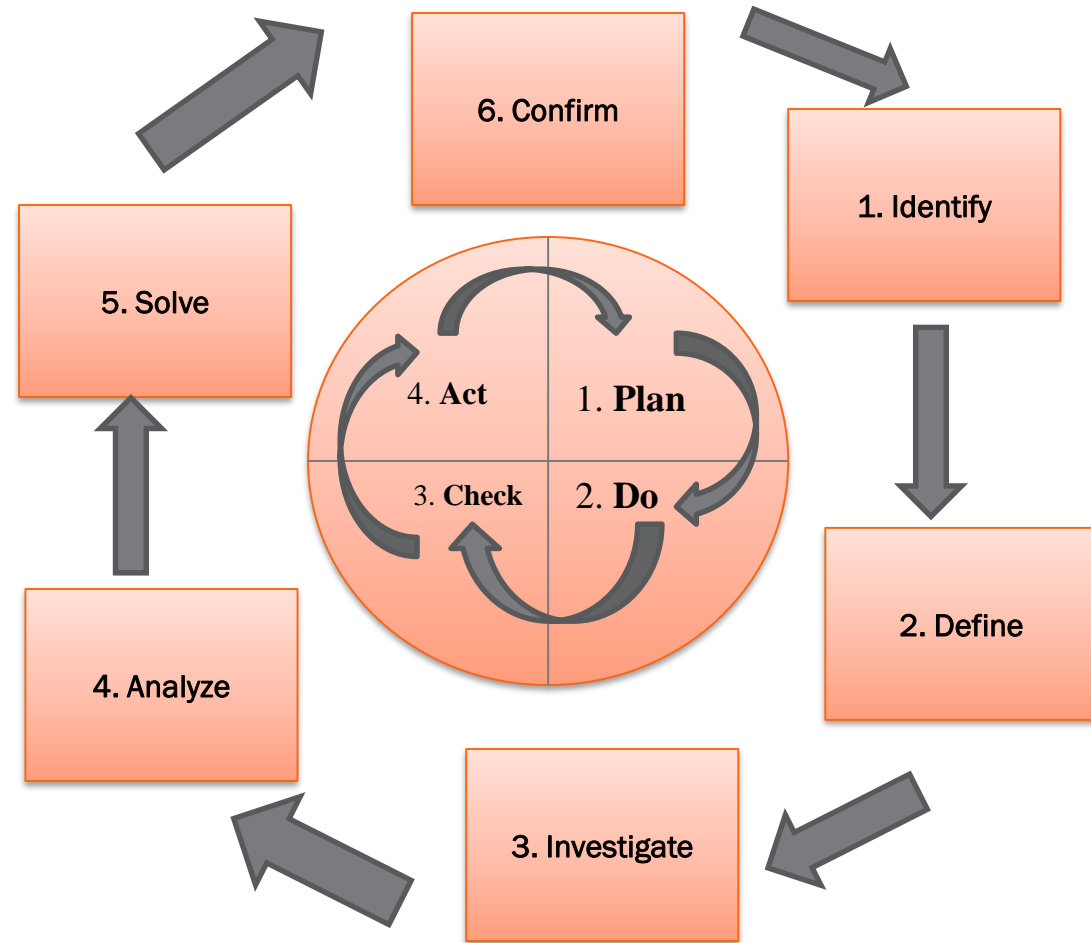 6. Confirm
1. Identify
5. Solve
4. Act
1. Plan
3. Check
2. Do
2. Define
4. Analyze
3. Investigate